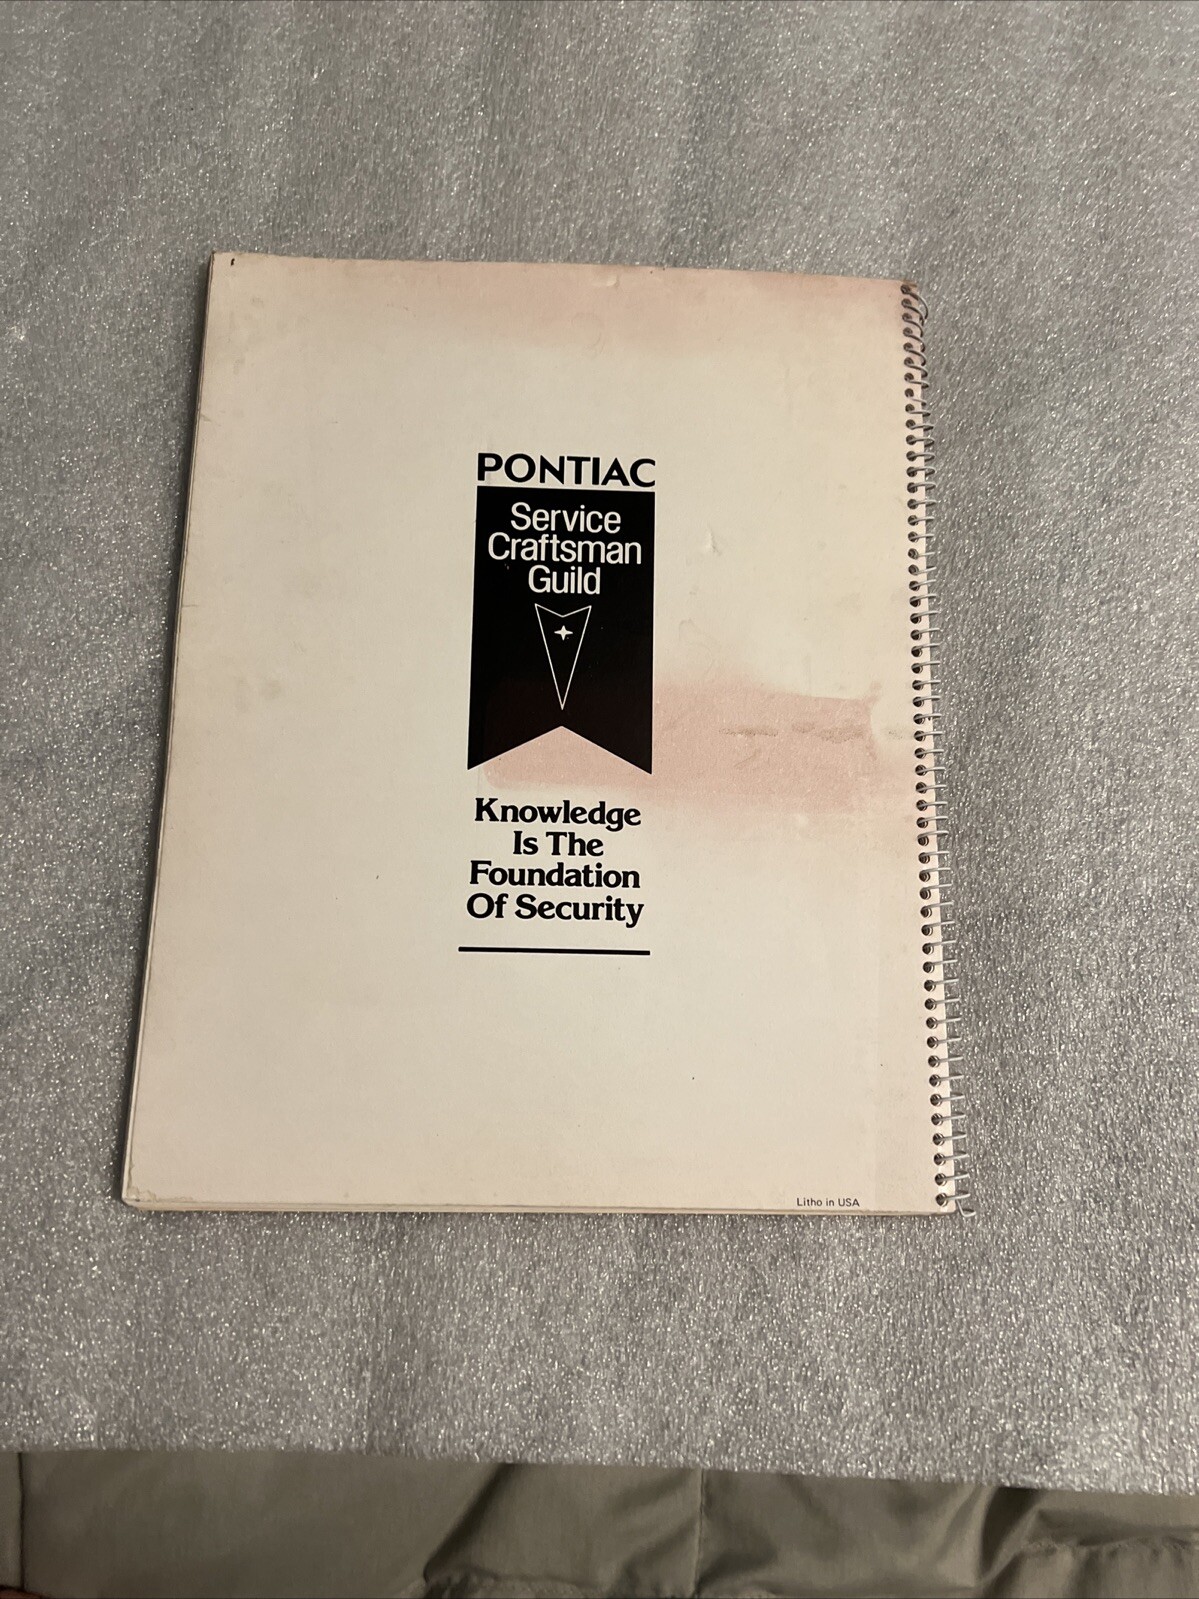 PONTIAC
Service
Craftsman
Guild
Knowledge
Is The
Foundation
Of Security
Litho in USA